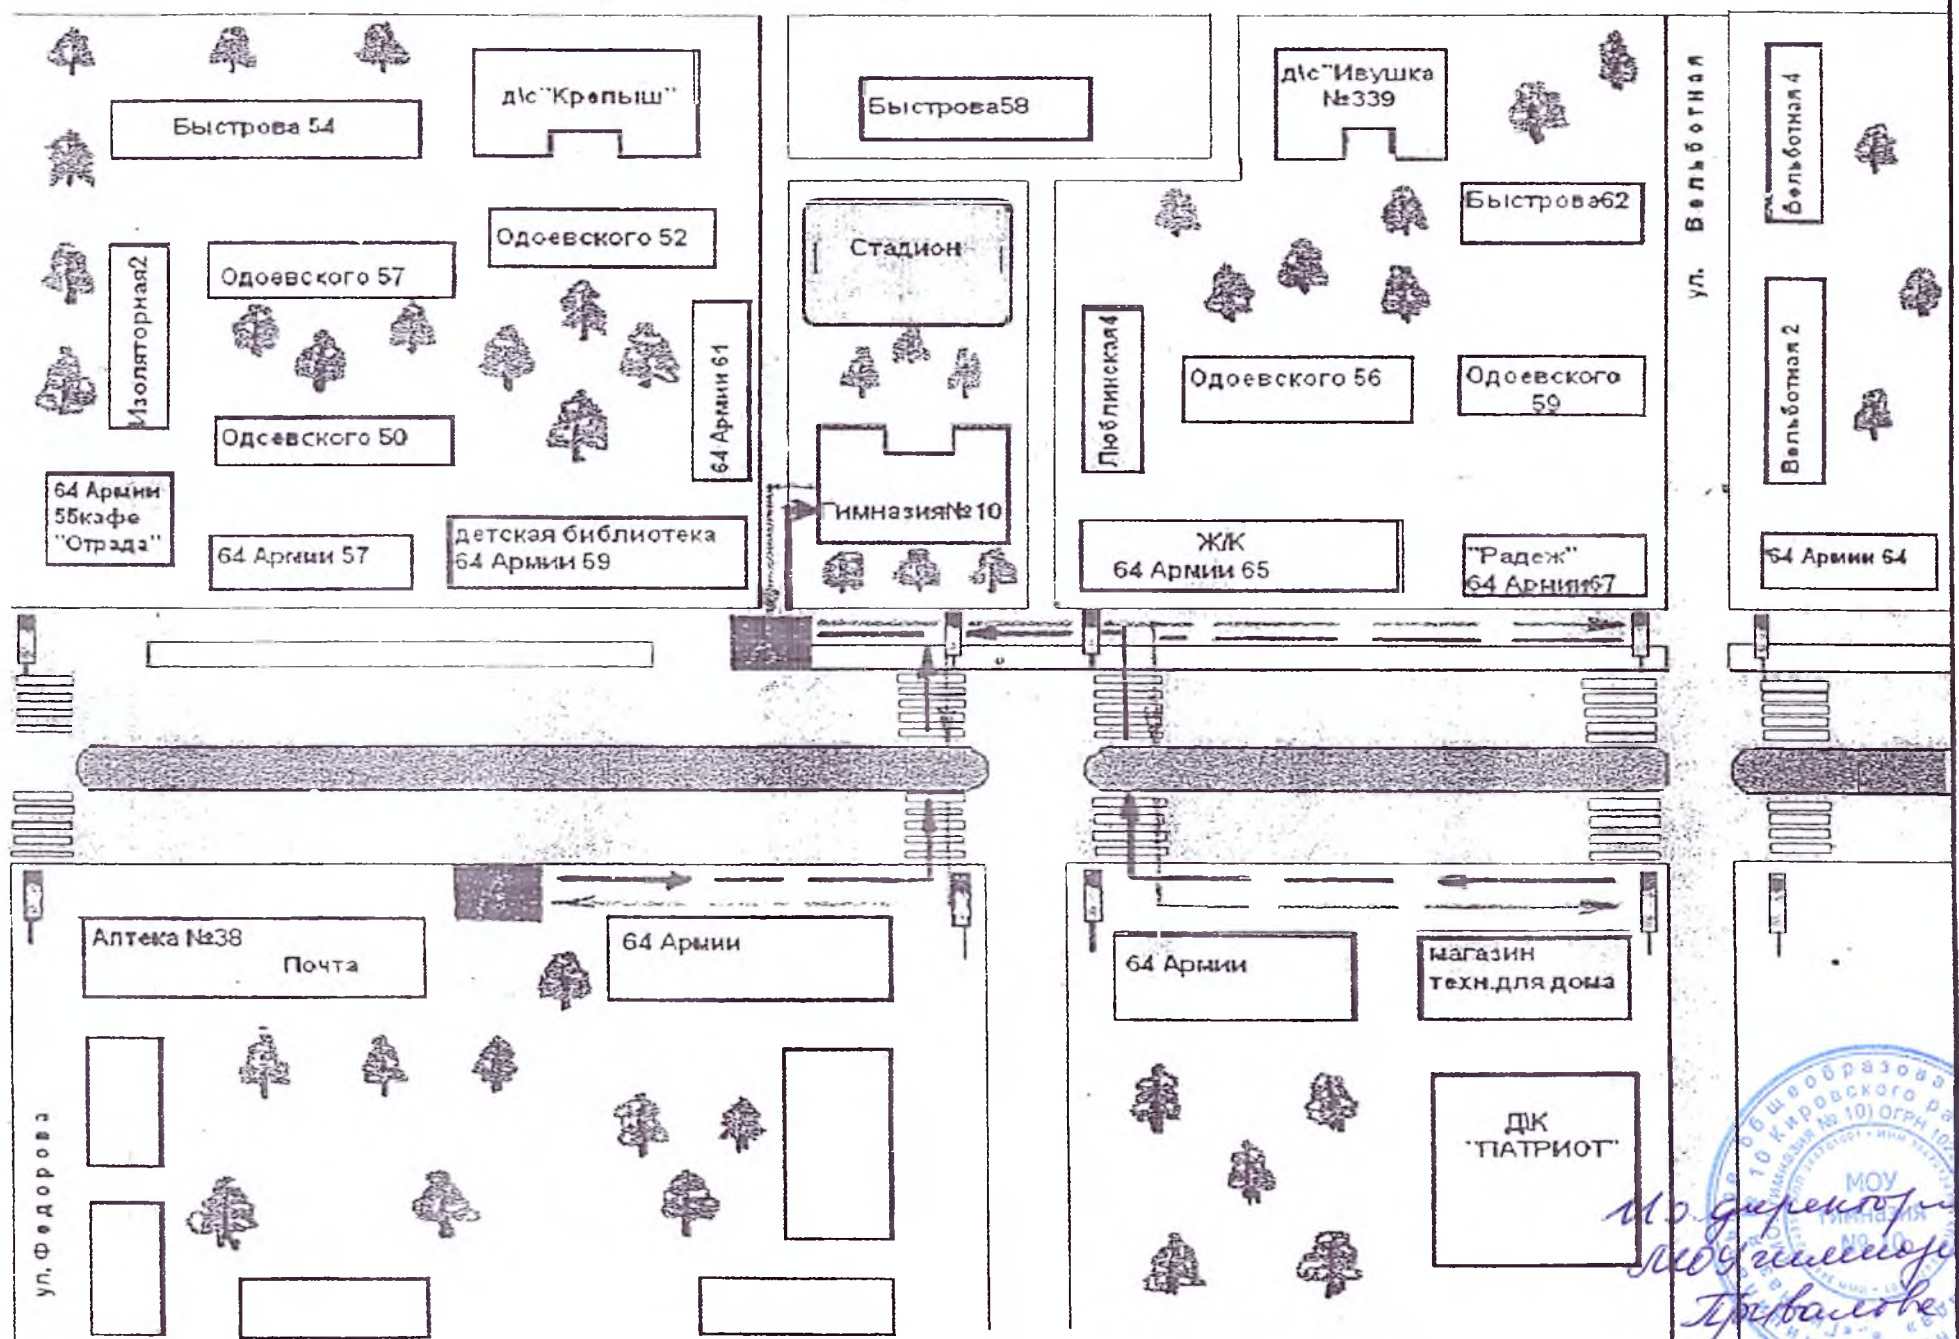 Быстрова 54
д\с"Крепыш"
Быстрова58
д\с"Ивушка
№339
ул. Вельботная
Вельботная 4
Быстрова62
Одоевского 52
Стадион
Изоляторная2
Одоевского 57
64 Армии 61
Люблинская4
Одоевского 56
Одоевского
59
Вельботная 2
Одоевского 50
64 Армии
55кафе
"Отрада"
64 Армии 57
детская библиотека
64 Армии 59
Гимназия№10
Ж/К
64 Армии 65
"Радеж"
64 Армии67
64 Армии 64
Аптека №38
Почта
64 Армии
64 Армии
магазин
техн.для дома
ул.Федорова
Д\К
"ПАТРИОТ"
МОУ
гимназия
№ 10